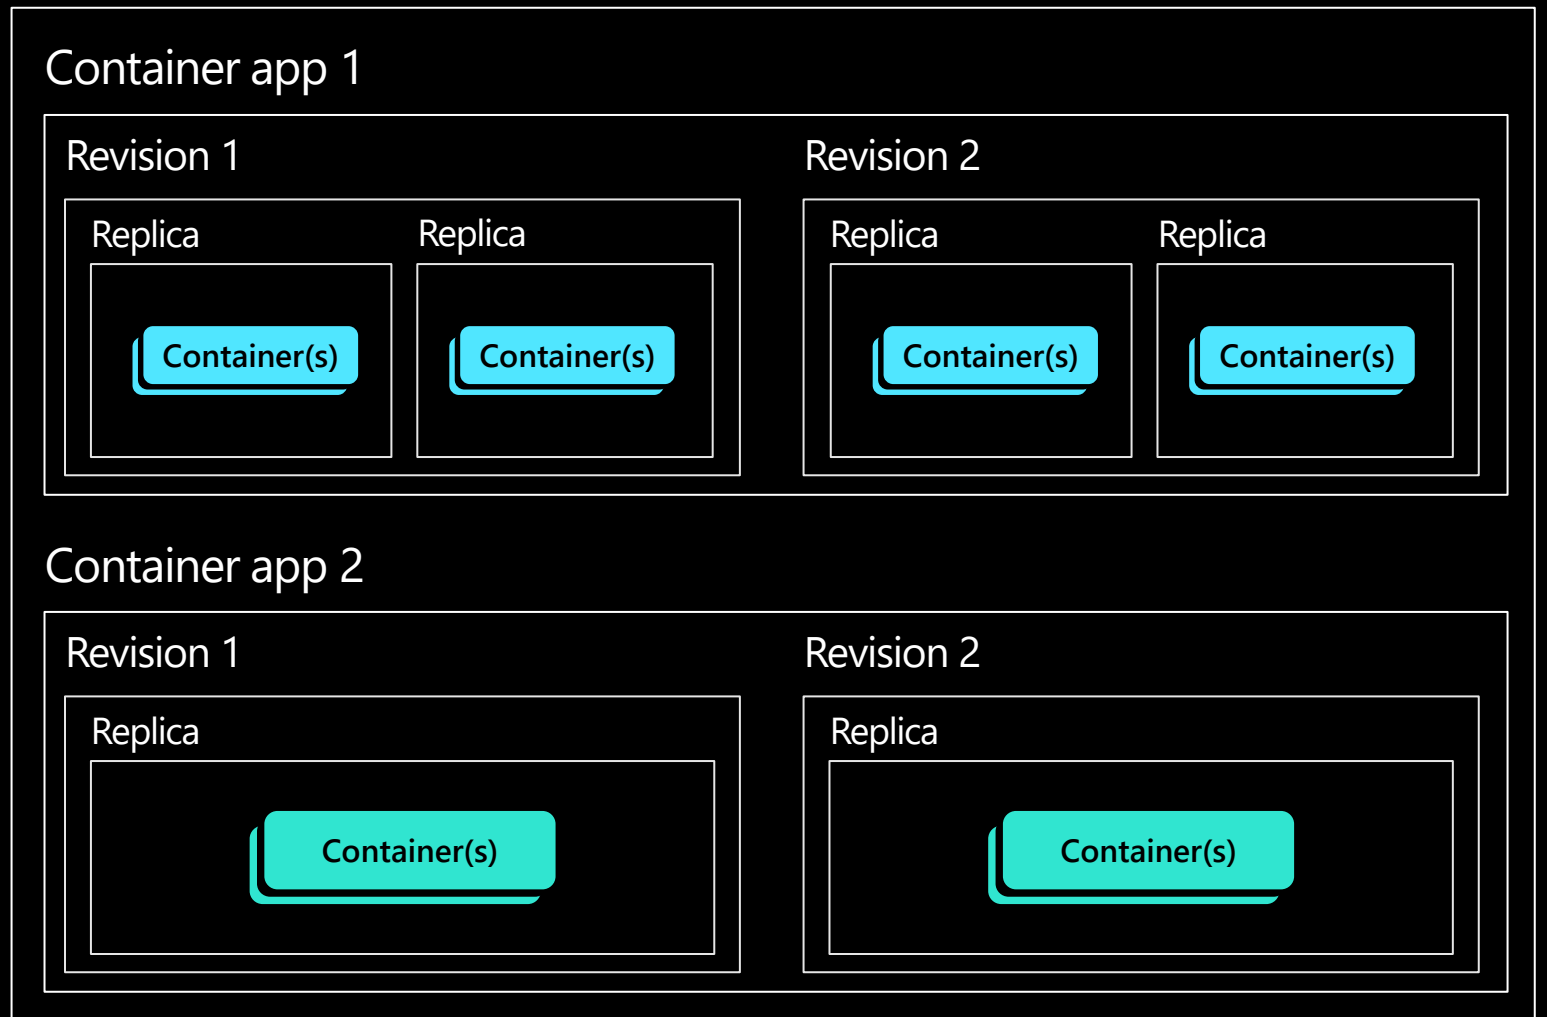 Container app 1
Revision 1
Revision 2
Replica
Replica
Replica
Replica
Container(s)
Container(s)
Container(s)
Container(s)
Container app 2
Revision 1
Revision 2
Replica
Replica
Container(s)
Container(s)